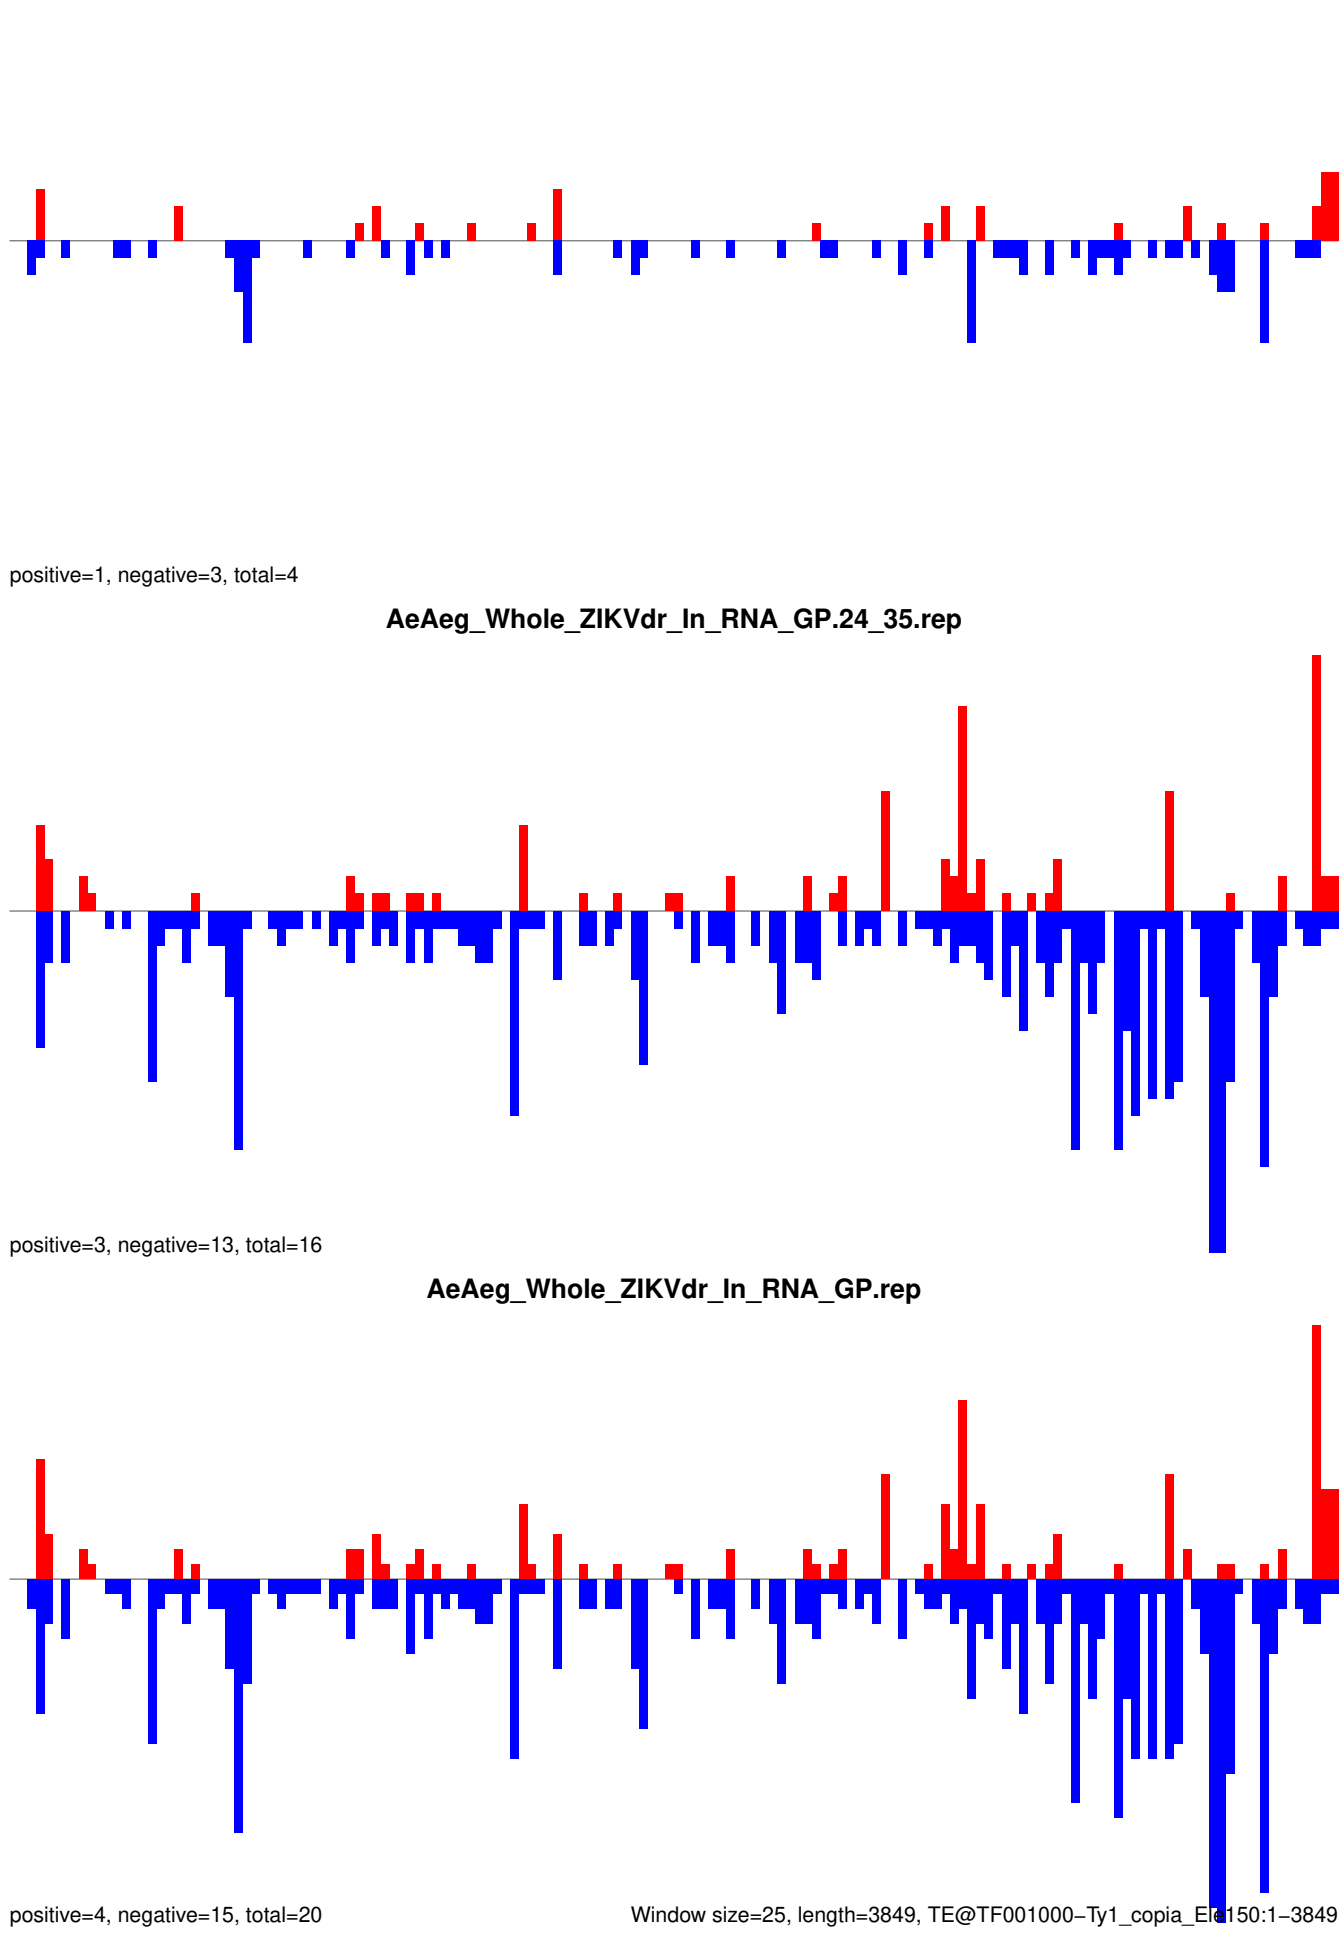 positive=1, negative=3, total=4
AeAeg_Whole_ZIKVdr_In_RNA_GP.24_35.rep
positive=3, negative=13, total=16
AeAeg_Whole_ZIKVdr_In_RNA_GP.rep
positive=4, negative=15, total=20
Window size=25, length=3849, TE@TF001000−Ty1_copia_Ele150:1−3849